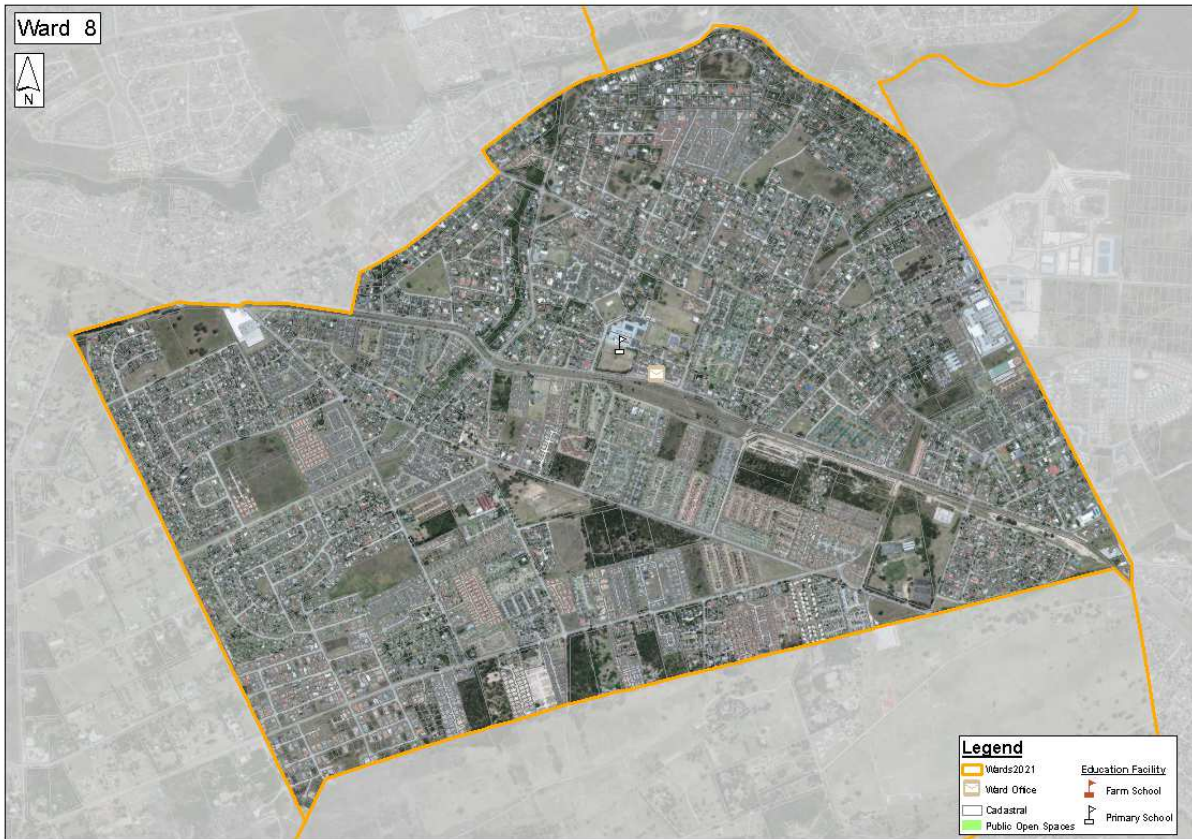 Ward 8
N
Legend
Wards2021
Ward Office
Cadastral
Public Open Spaces
Education Facility
Farm School
Primary School